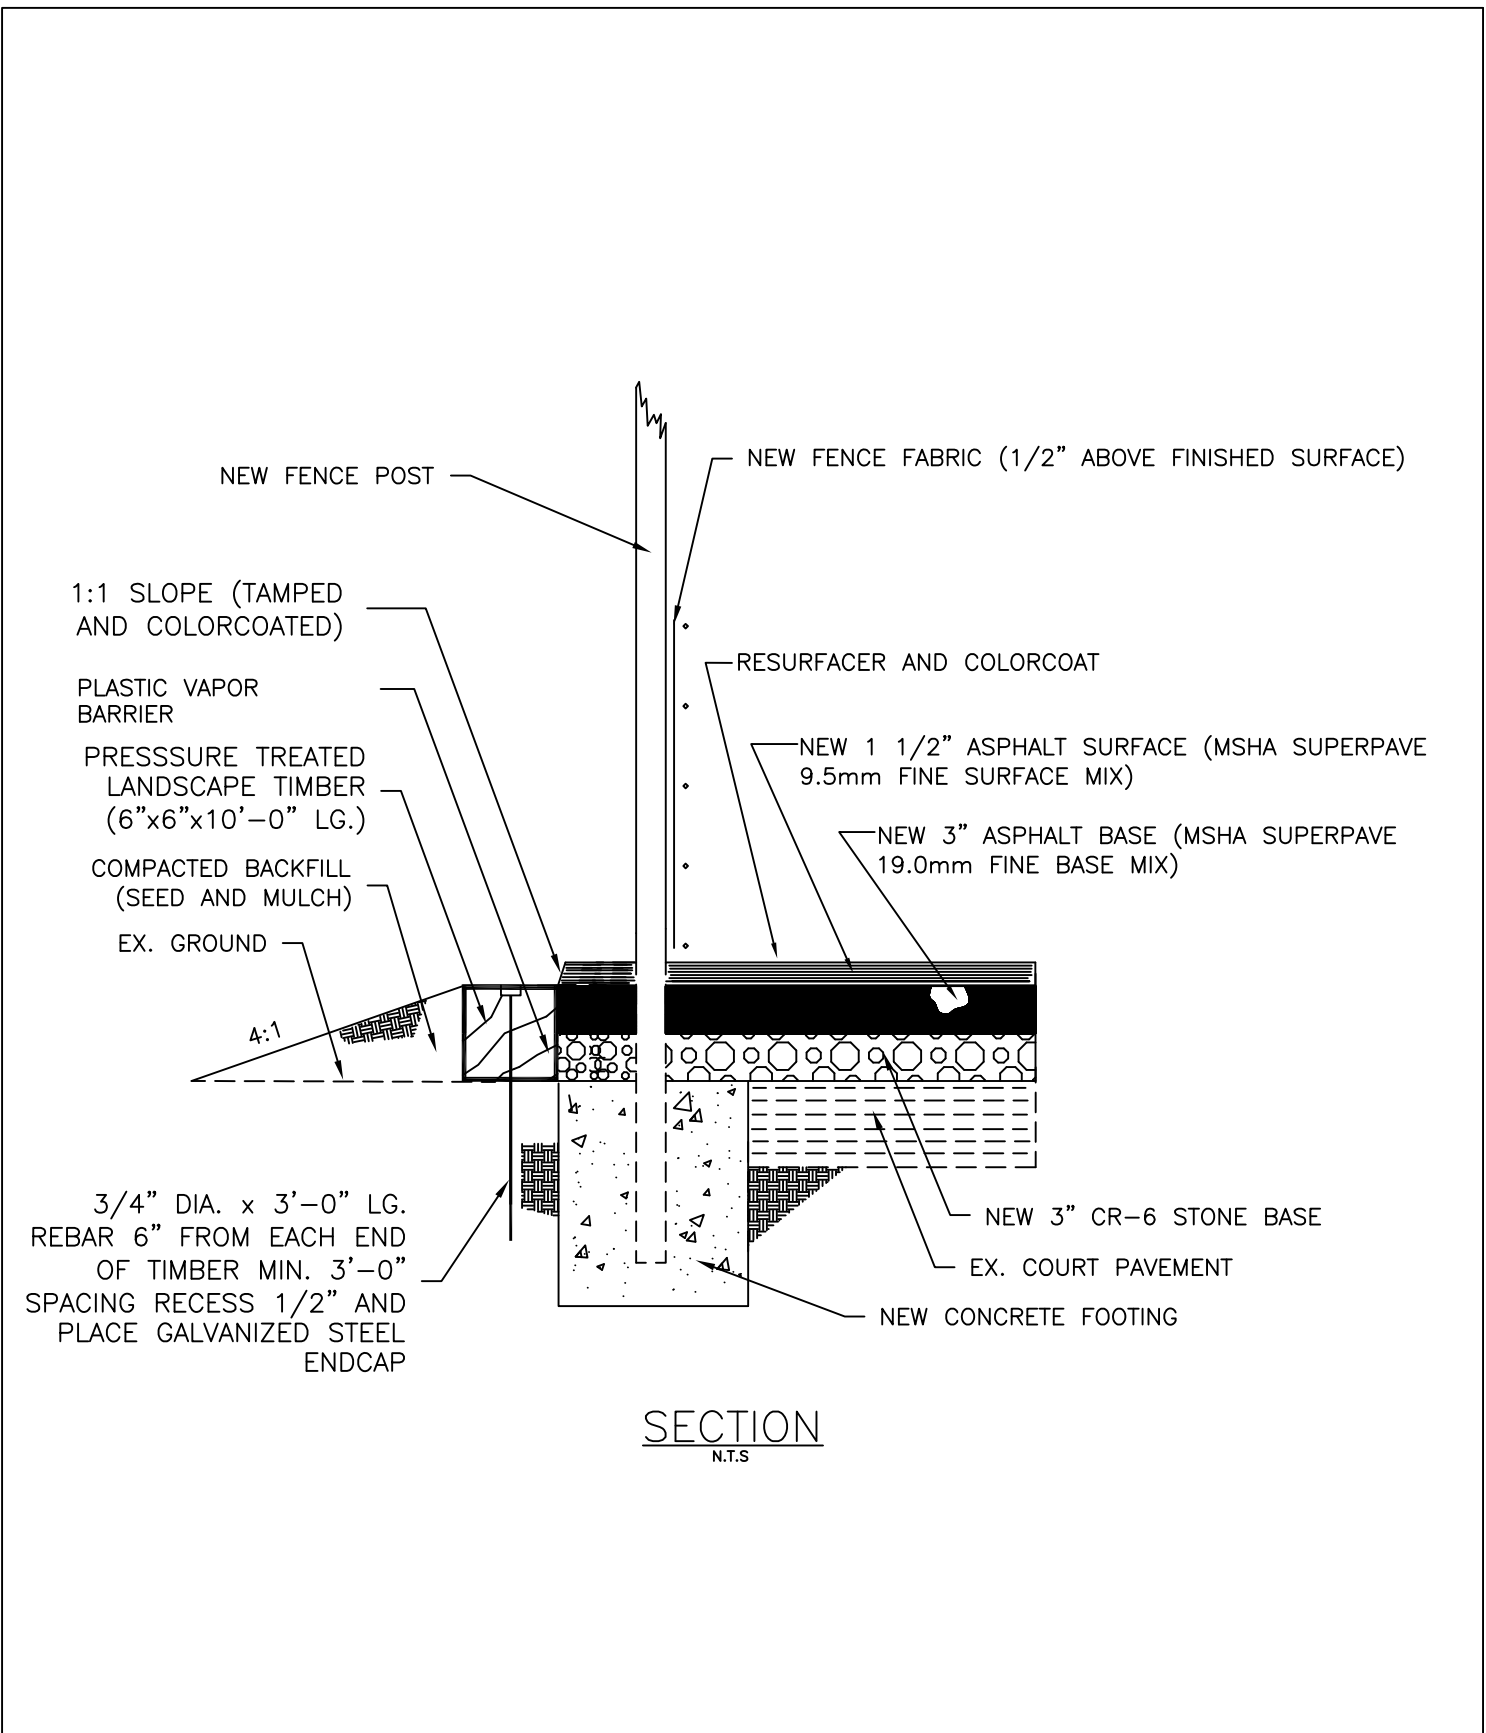 NEW FENCE POST
NEW FENCE FABRIC (1/2" ABOVE FINISHED SURFACE)
1:1 SLOPE (TAMPED
AND COLORCOATED)
RESURFACER AND COLORCOAT
PLASTIC VAPOR
BARRIER
NEW 1 1/2" ASPHALT SURFACE (MSHA SUPERPAVE
9.5mm FINE SURFACE MIX)
PRESSSURE TREATED
LANDSCAPE TIMBER
(6"x6"x10'-0" LG.)
NEW 3" ASPHALT BASE (MSHA SUPERPAVE
19.0mm FINE BASE MIX)
COMPACTED BACKFILL
(SEED AND MULCH)
EX. GROUND
4:1
3/4" DIA. x 3'-0" LG.
REBAR 6" FROM EACH END
OF TIMBER MIN. 3'-0"
SPACING RECESS 1/2" AND
PLACE GALVANIZED STEEL
ENDCAP
NEW 3" CR-6 STONE BASE
EX. COURT PAVEMENT
NEW CONCRETE FOOTING
SECTION
N.T.S